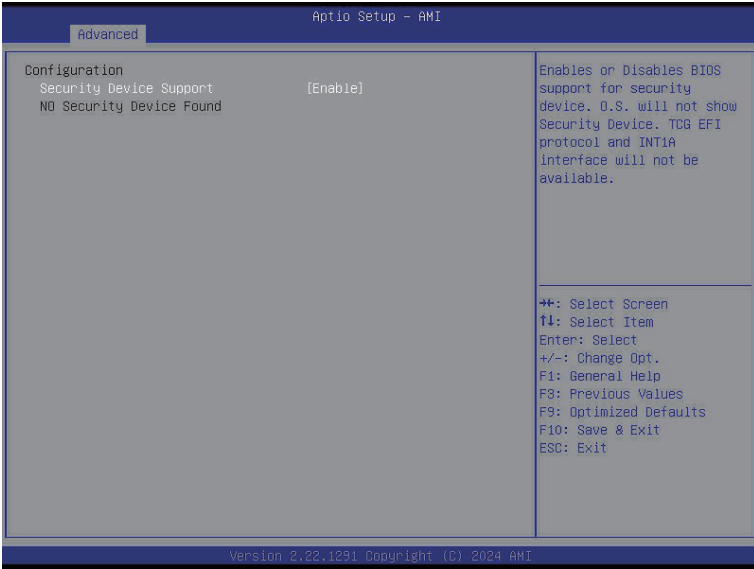 Aptio Setup – AMI
Advanced
Configuration
Security Device Support [Enable]
NO Security Device Found
Enables or Disables BIOS
support for security
device. O.S. will not show
Security Device. TCG EFI
protocol and INT1A
interface will not be
available.
→←: Select Screen
↑↓: Select Item
Enter: Select
+/-: Change Opt.
F1: General Help
F3: Previous Values
F9: Optimized Defaults
F10: Save & Exit
ESC: Exit
Version 2.22.1291 Copyright (C) 2024 AMI